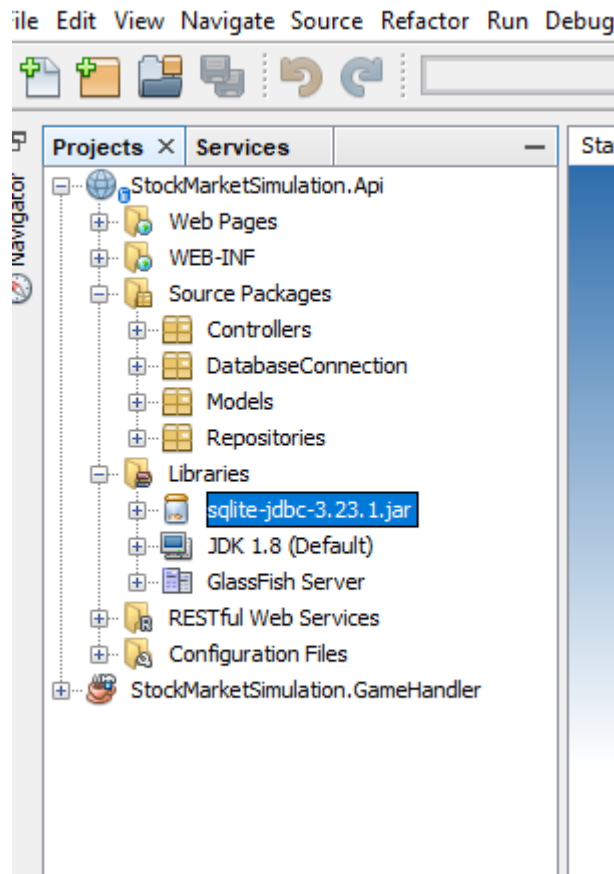 ile Edit View Navigate Source Refactor Run Debug
Projects Services Sta
Navigator
StockMarketSimulation.Api
Web Pages
WEB-INF
Source Packages
Controllers
DatabaseConnection
Models
Repositories
Libraries
sqlite-jdbc-3.23.1.jar
JDK 1.8 (Default)
GlassFish Server
RESTful Web Services
Configuration Files
StockMarketSimulation.GameHandler